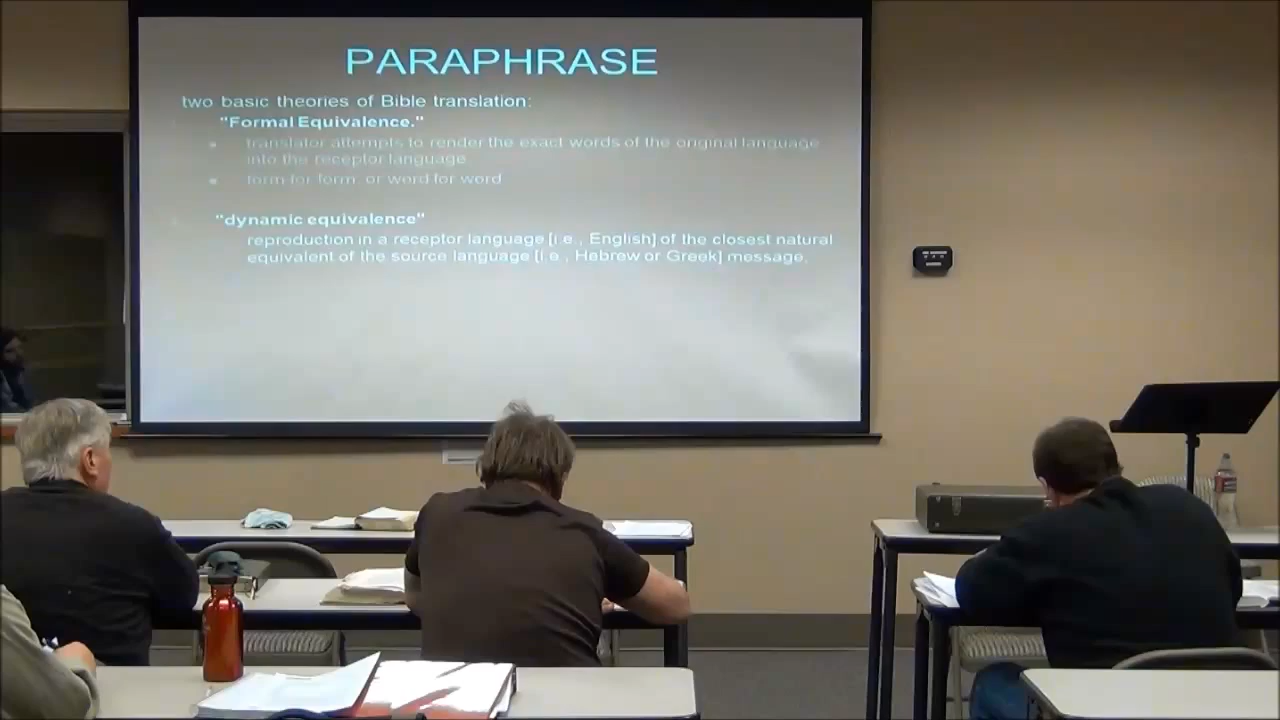 PARAPHRASE
two basic theories of Bible translation:
"Formal Equivalence."
translator attempts to render the exact words of the original language
into the receptor language
form for form, or word for word
"dynamic equivalence"
reproduction in a receptor language [i.e., English] of the closest natural
equivalent of the source language [i.e., Hebrew or Greek] message.